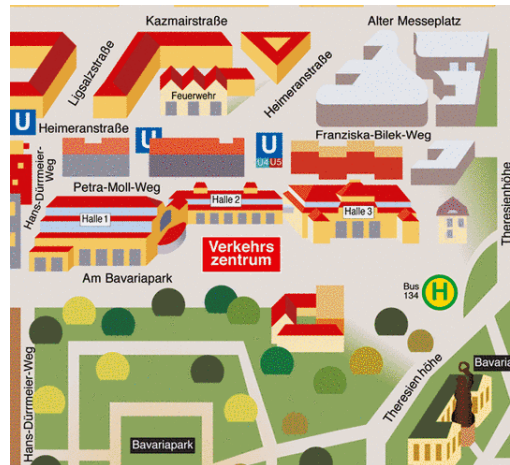 Kazmairstraße
Alter Messeplatz
Ligsalzstraße
Feuerwehr
Heimeranstraße
U
Heimeranstraße
U
U
U4 U5
Franziska-Bilek-Weg
Hans-Dürrmeier-Weg
Petra-Moll-Weg
Theresienhöhe
Halle 1
Halle 2
Halle 3
Verkehrs
zentrum
Am Bavariapark
Bus
134
H
Hans-Dürrmeier-Weg
Theresienhöhe
Bavaria
Bavariapark